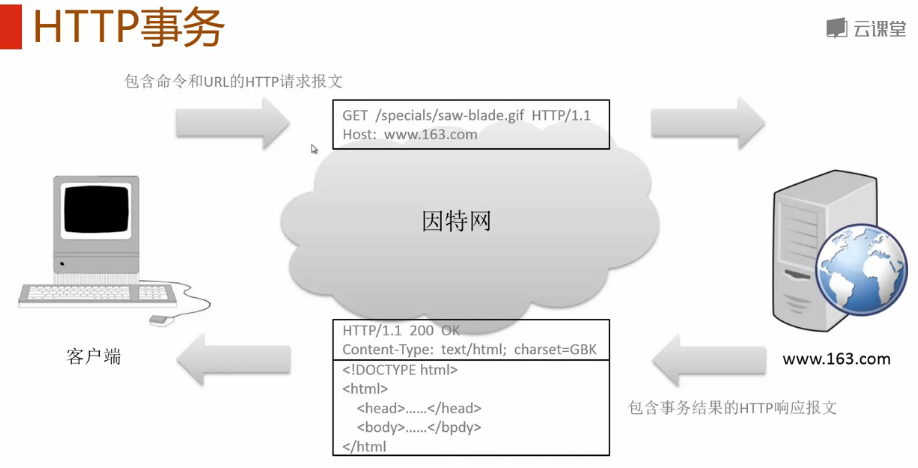 HTTP事务
云课堂
包含命令和URL的HTTP请求报文
GET /specials/saw-blade.gif HTTP/1.1
Host: www.163.com
因特网
HTTP/1.1 200 OK
Content-Type: text/html; charset=GBK
<!DOCTYPE html>
<html>
<head>……</head>
<body>……</bpdy>
</html
客户端
www.163.com
包含事务结果的HTTP响应报文